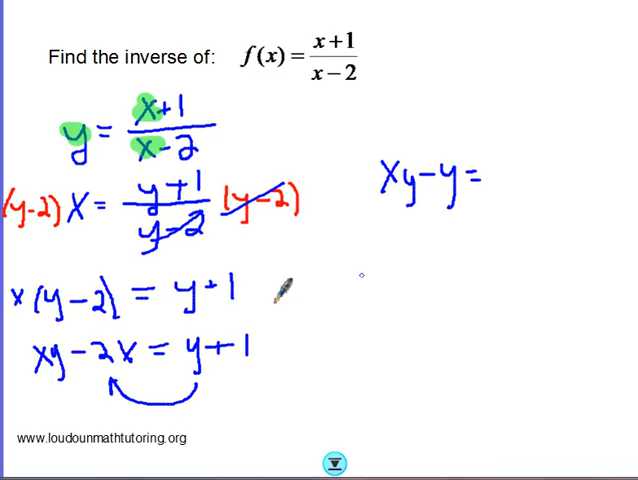 Find the inverse of: f(x) = x+1 / x−2
y = x+1 / x-2
(y-2) x = y+1 / y-2 (y-2)
x(y-2) = y+1
xy-2x = y+1
xy-y=
www.loudounmathtutoring.org